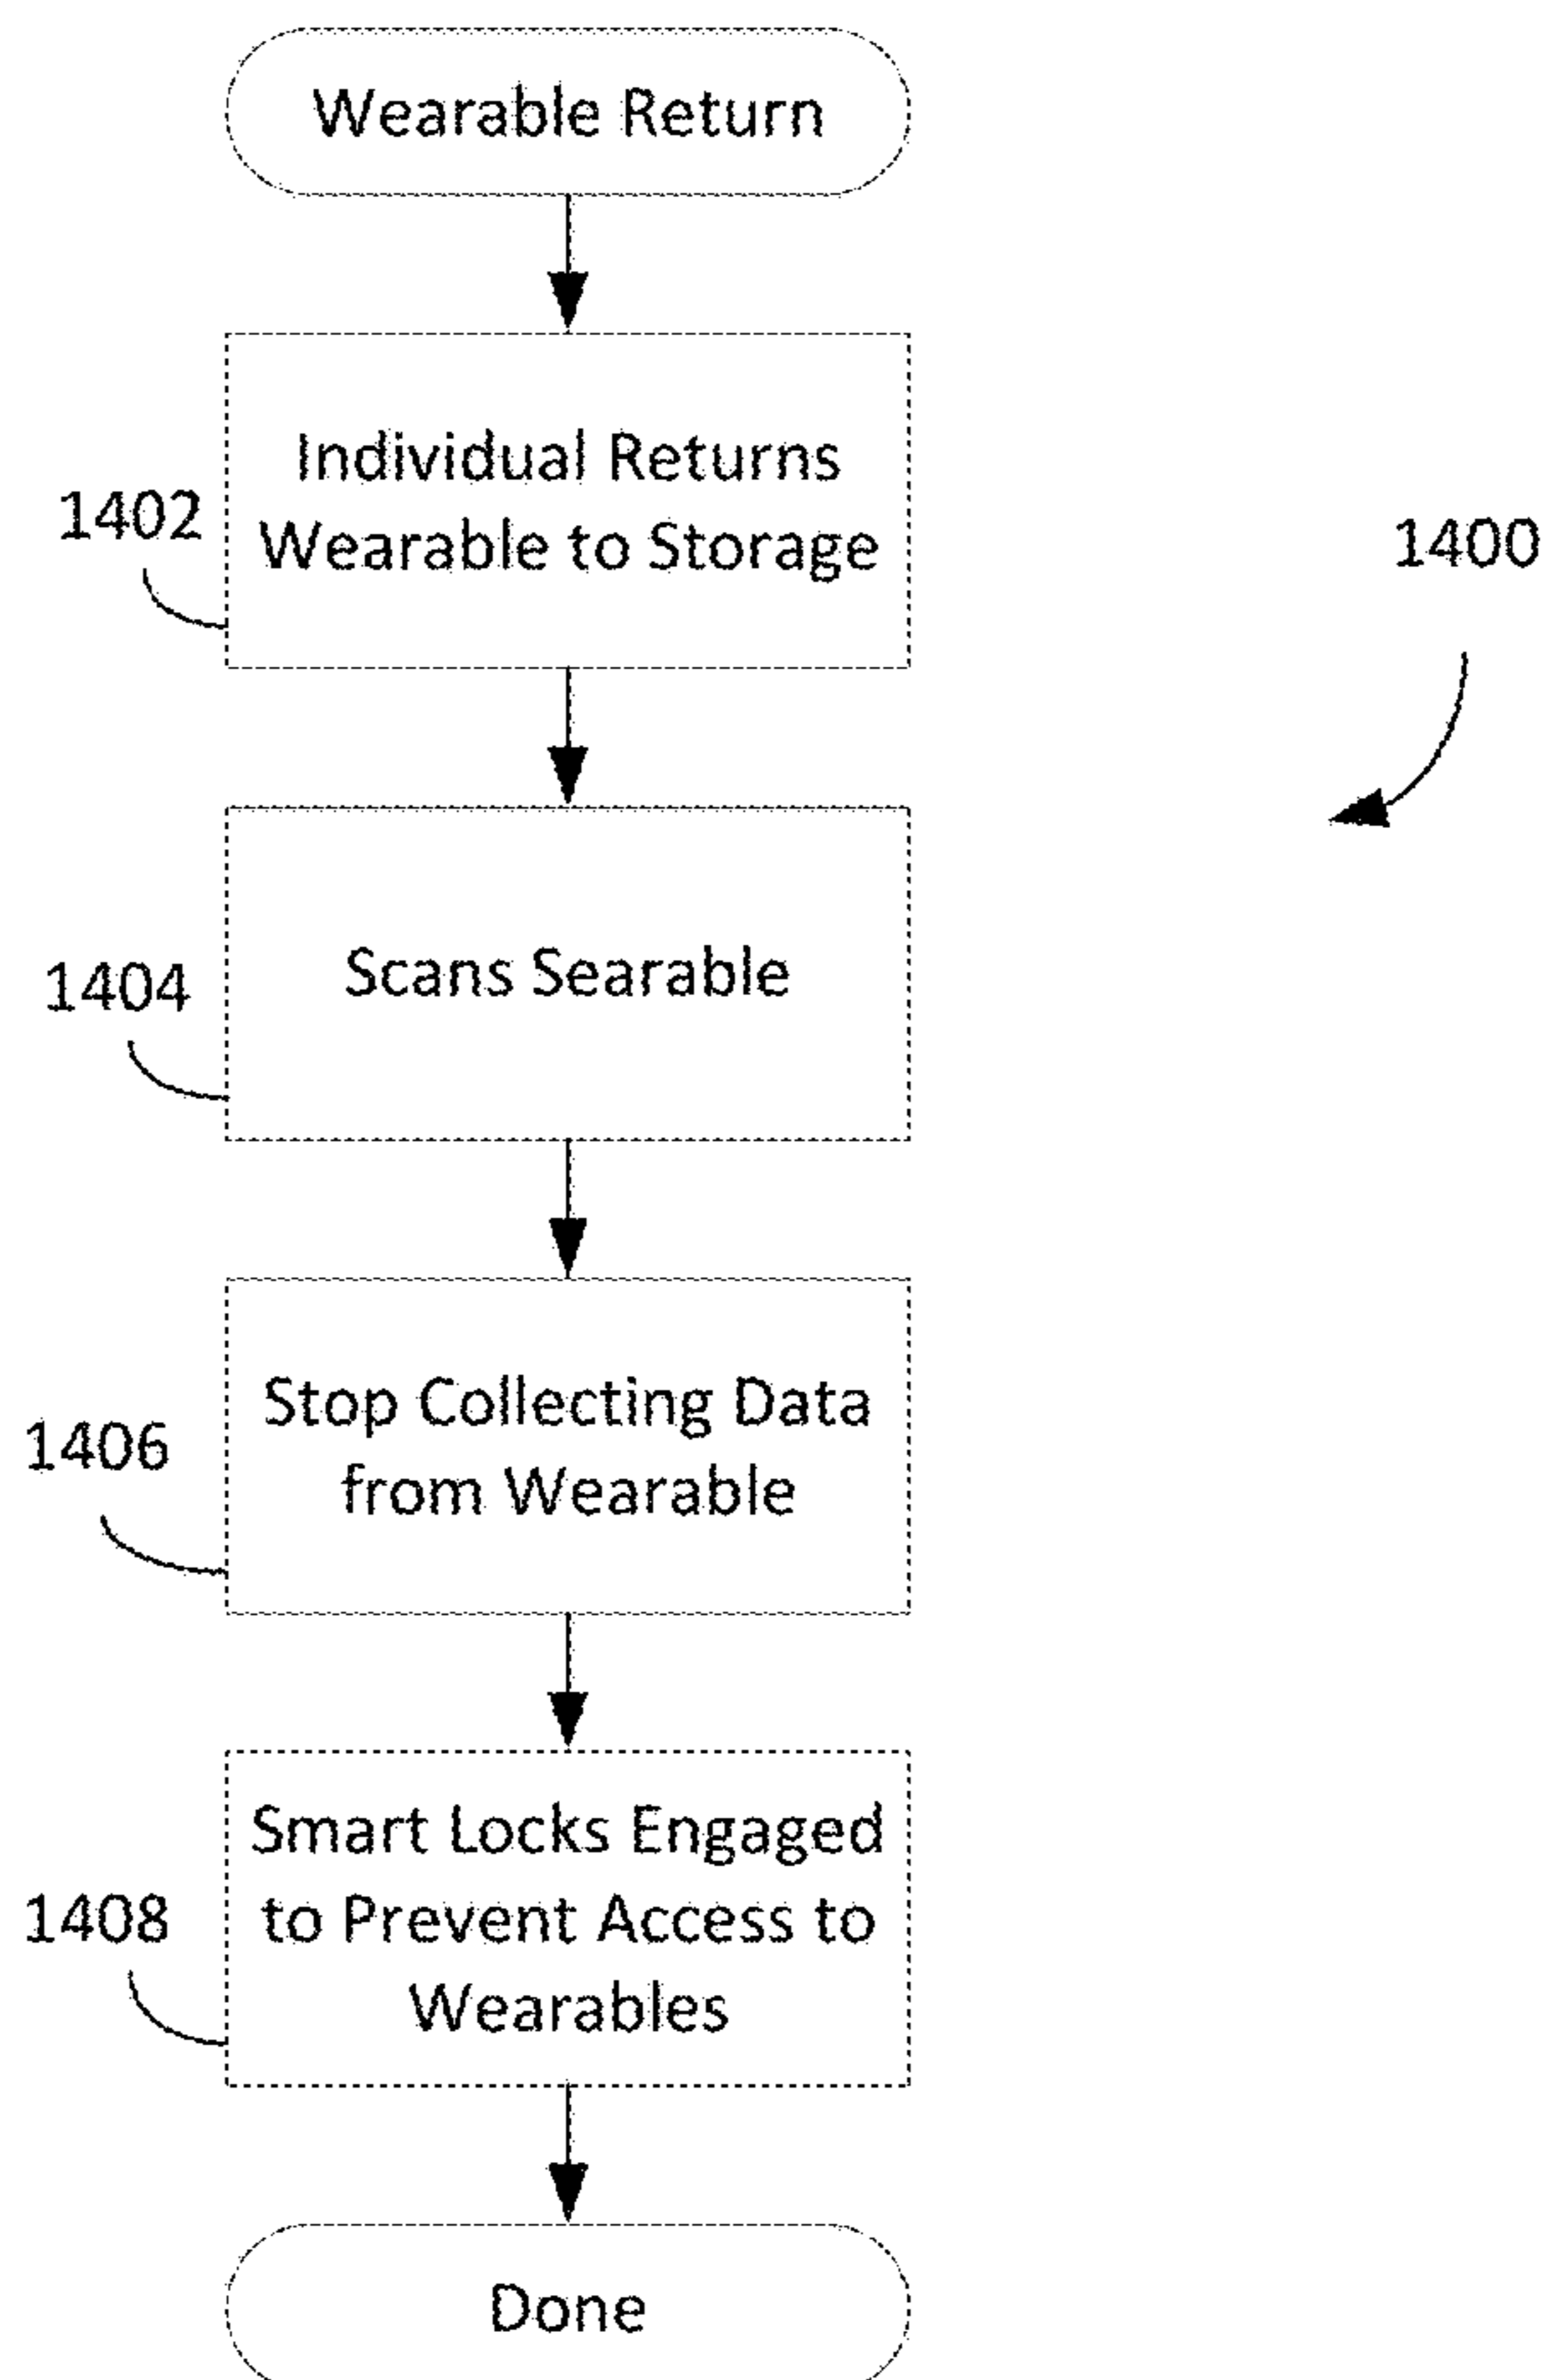 Wearable Return
Individual Returns
Wearable to Storage
1402
1400
Scans Searable
1404
Stop Collecting Data
from Wearable
1406
Smart Locks Engaged
to Prevent Access to
Wearables
1408
Done